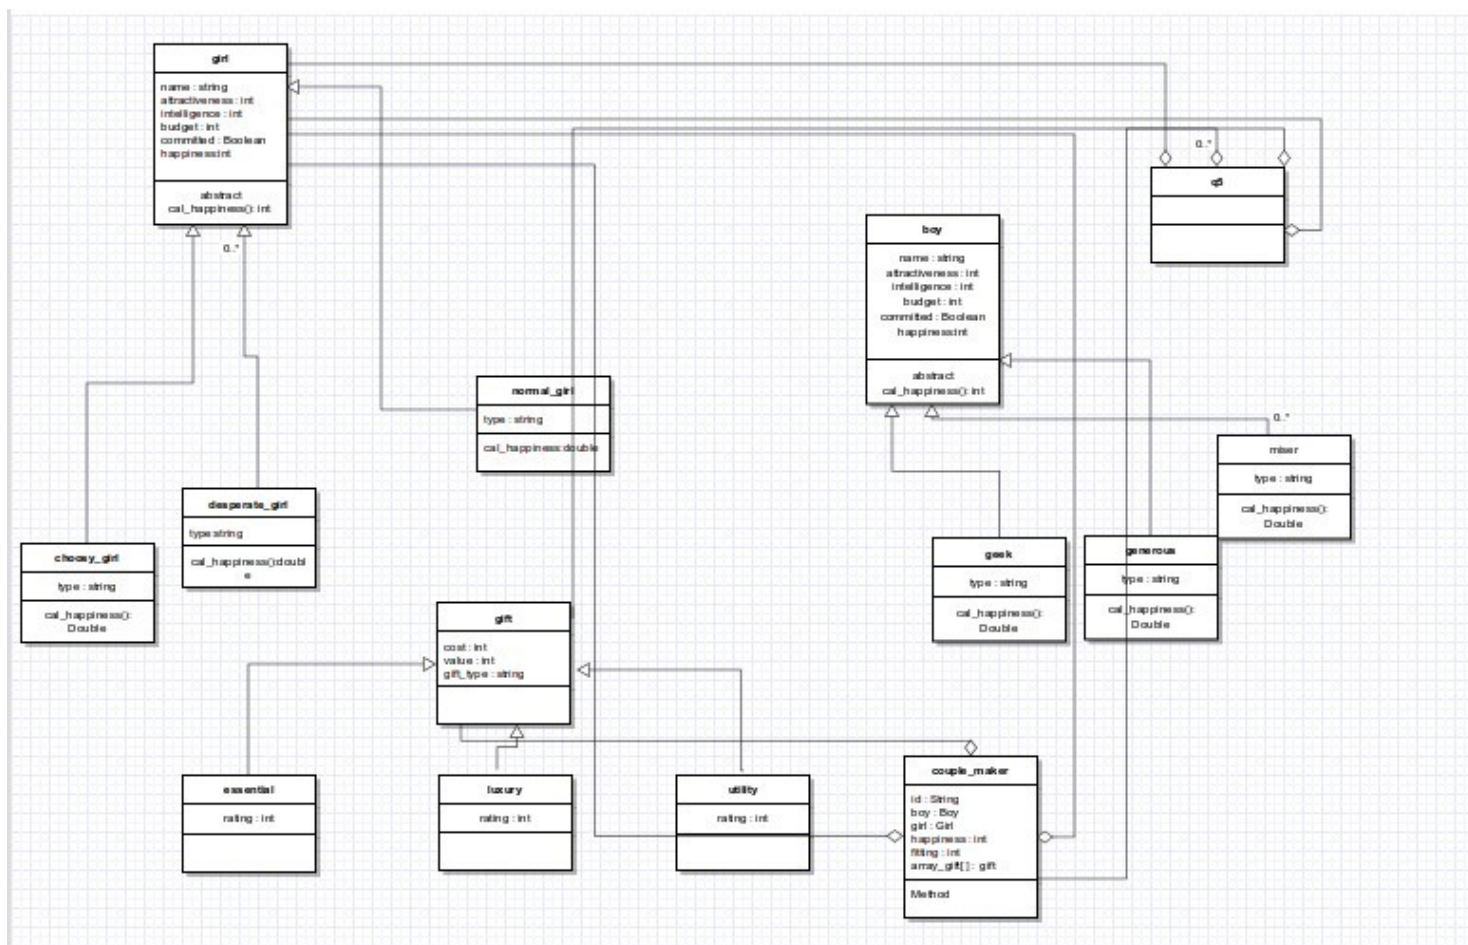 girl
name : string
attractiveness : int
intelligence : int
budget : int
committed : Boolean
happiness:int
abstract
cal_happiness(): int
0..*
0..*
q5
boy
name : string
attractiveness : int
intelligence : int
budget : int
committed : Boolean
happiness:int
abstract
cal_happiness(): int
normal_girl
type : string
cal_happiness:double
0..*
miser
type : string
cal_happiness():
Double
desperate_girl
type:string
cal_happiness():doubl
e
choosy_girl
type : string
cal_happiness():
Double
geek
type : string
cal_happiness():
Double
generous
type : string
cal_happiness():
Double
gift
cost : int
value : int
gift_type : string
essential
rating : int
luxury
rating : int
utility
rating : int
couple_maker
id : String
boy : Boy
girl : Girl
happiness : int
fitting : int
array_gift[ ] : gift
Method